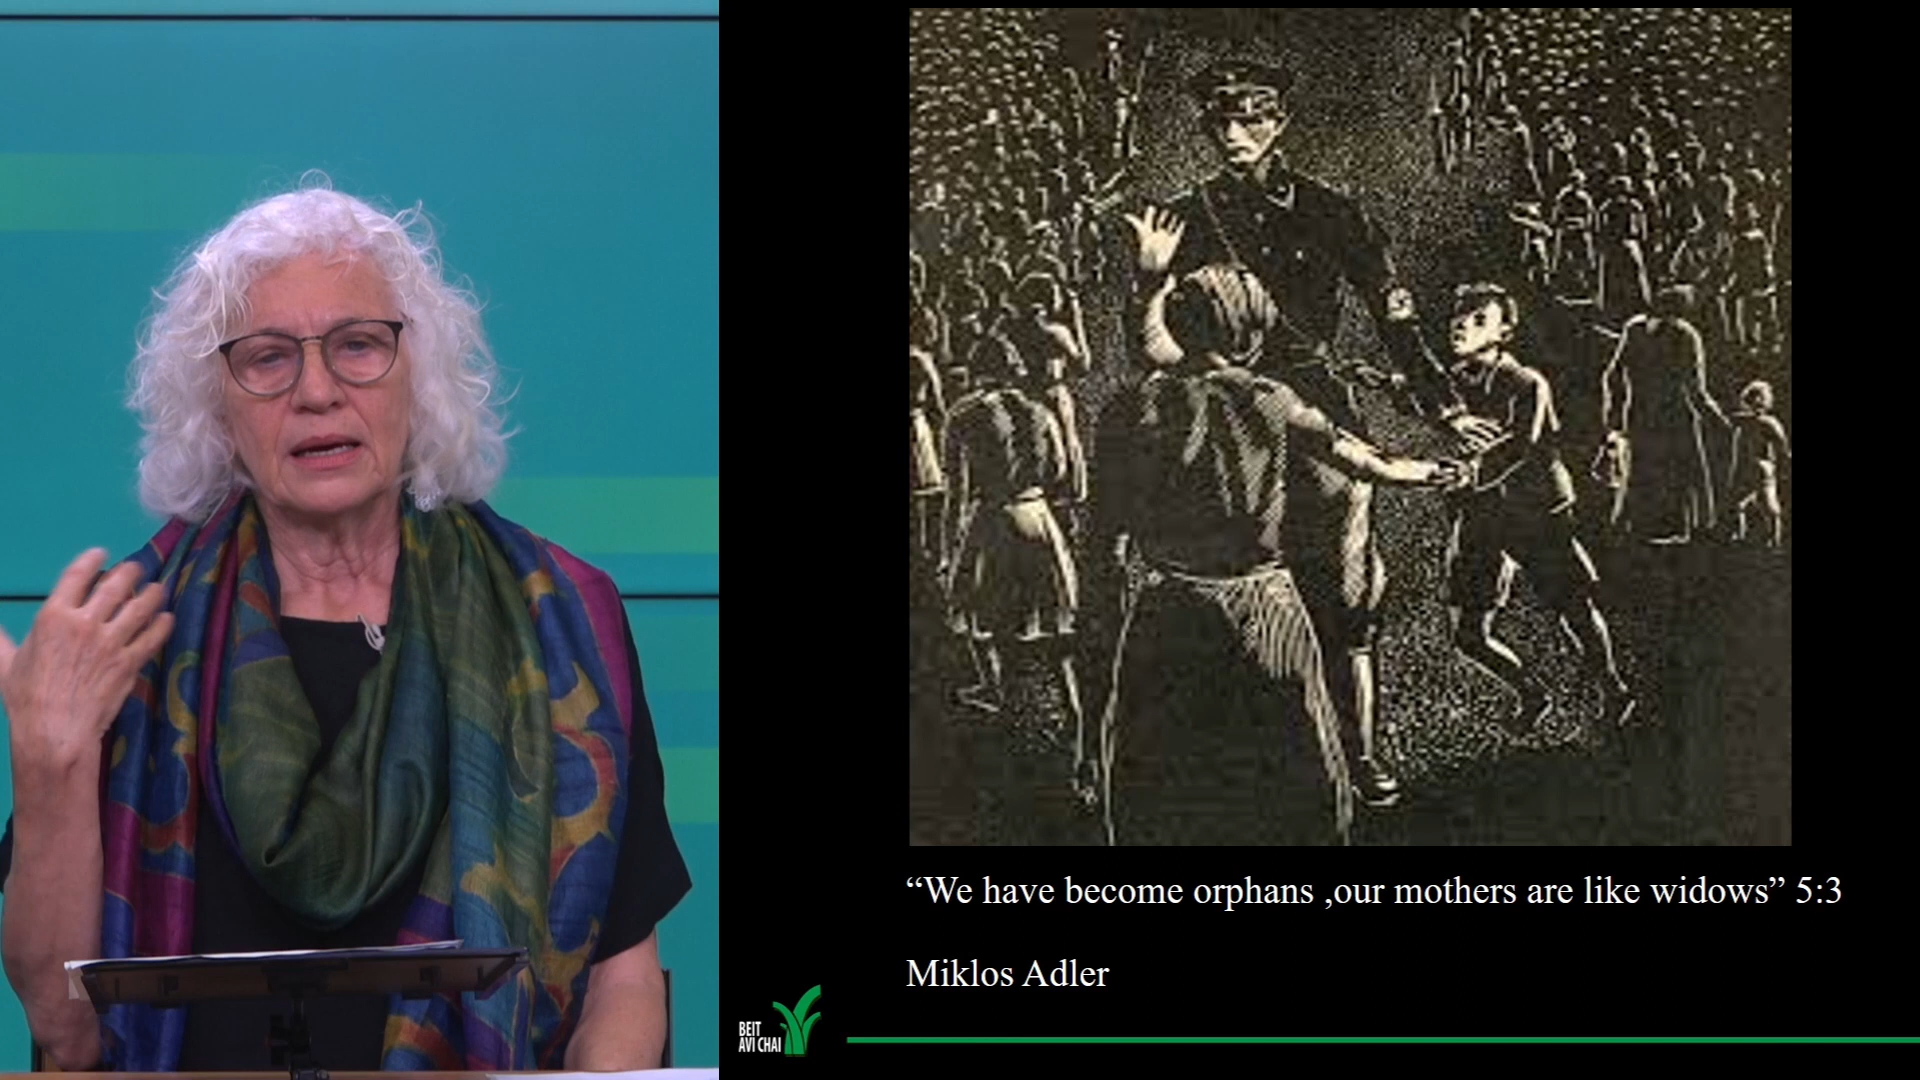 “We have become orphans ,our mothers are like widows” 5:3
Miklos Adler
BEIT
AVI CHAI